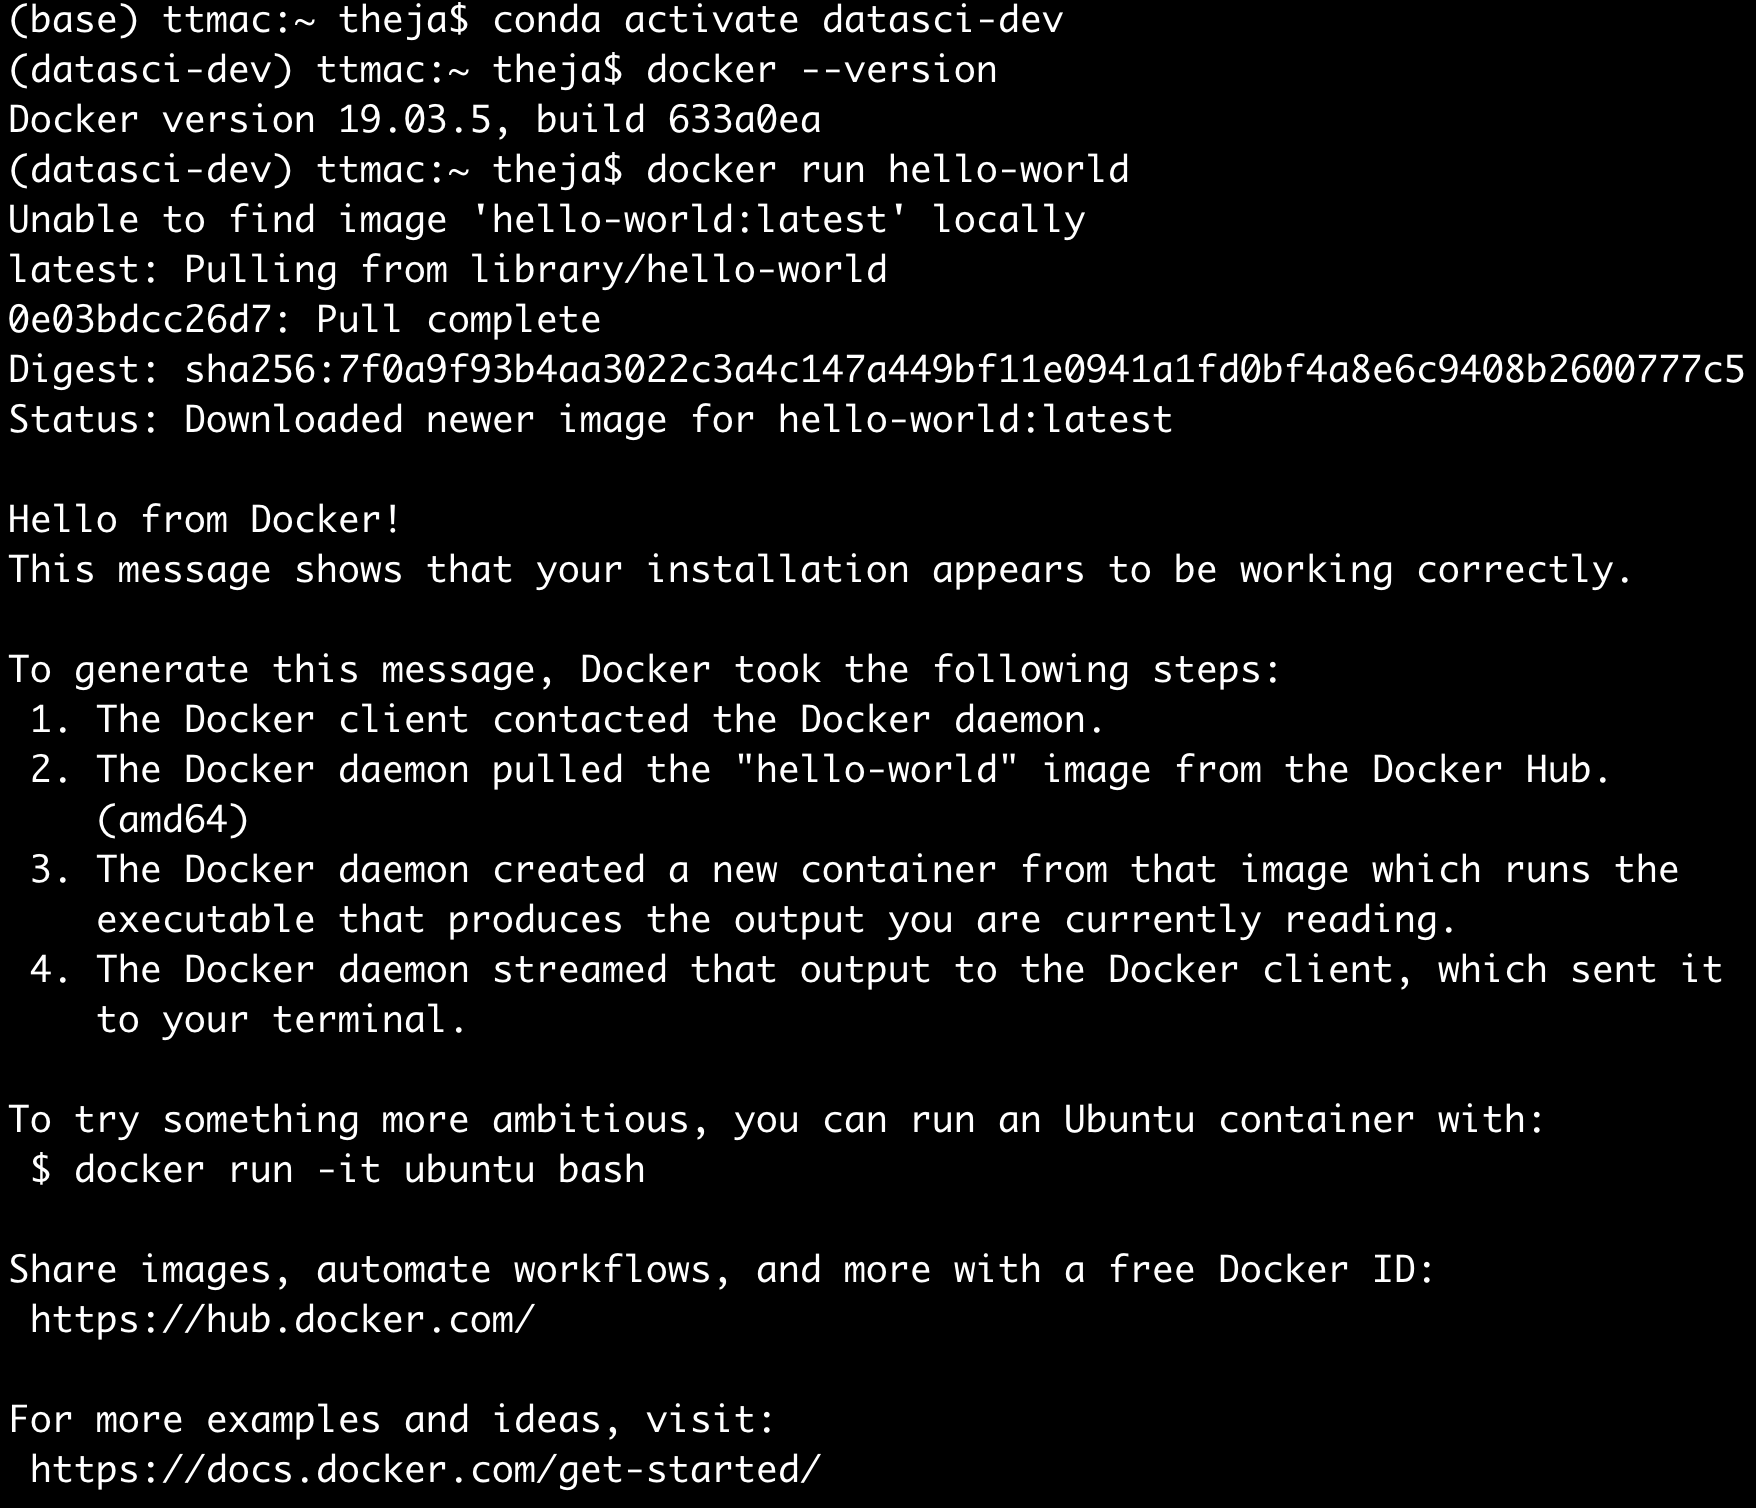 (base) ttmac:~ theja$ conda activate datasci-dev
(datasci-dev) ttmac:~ theja$ docker --version
Docker version 19.03.5, build 633a0ea
(datasci-dev) ttmac:~ theja$ docker run hello-world
Unable to find image 'hello-world:latest' locally
latest: Pulling from library/hello-world
0e03bdcc26d7: Pull complete
Digest: sha256:7f0a9f93b4aa3022c3a4c147a449bf11e0941a1fd0bf4a8e6c9408b2600777c5
Status: Downloaded newer image for hello-world:latest

Hello from Docker!
This message shows that your installation appears to be working correctly.

To generate this message, Docker took the following steps:
 1. The Docker client contacted the Docker daemon.
 2. The Docker daemon pulled the "hello-world" image from the Docker Hub.
    (amd64)
 3. The Docker daemon created a new container from that image which runs the
    executable that produces the output you are currently reading.
 4. The Docker daemon streamed that output to the Docker client, which sent it
    to your terminal.

To try something more ambitious, you can run an Ubuntu container with:
 $ docker run -it ubuntu bash

Share images, automate workflows, and more with a free Docker ID:
 https://hub.docker.com/

For more examples and ideas, visit:
 https://docs.docker.com/get-started/